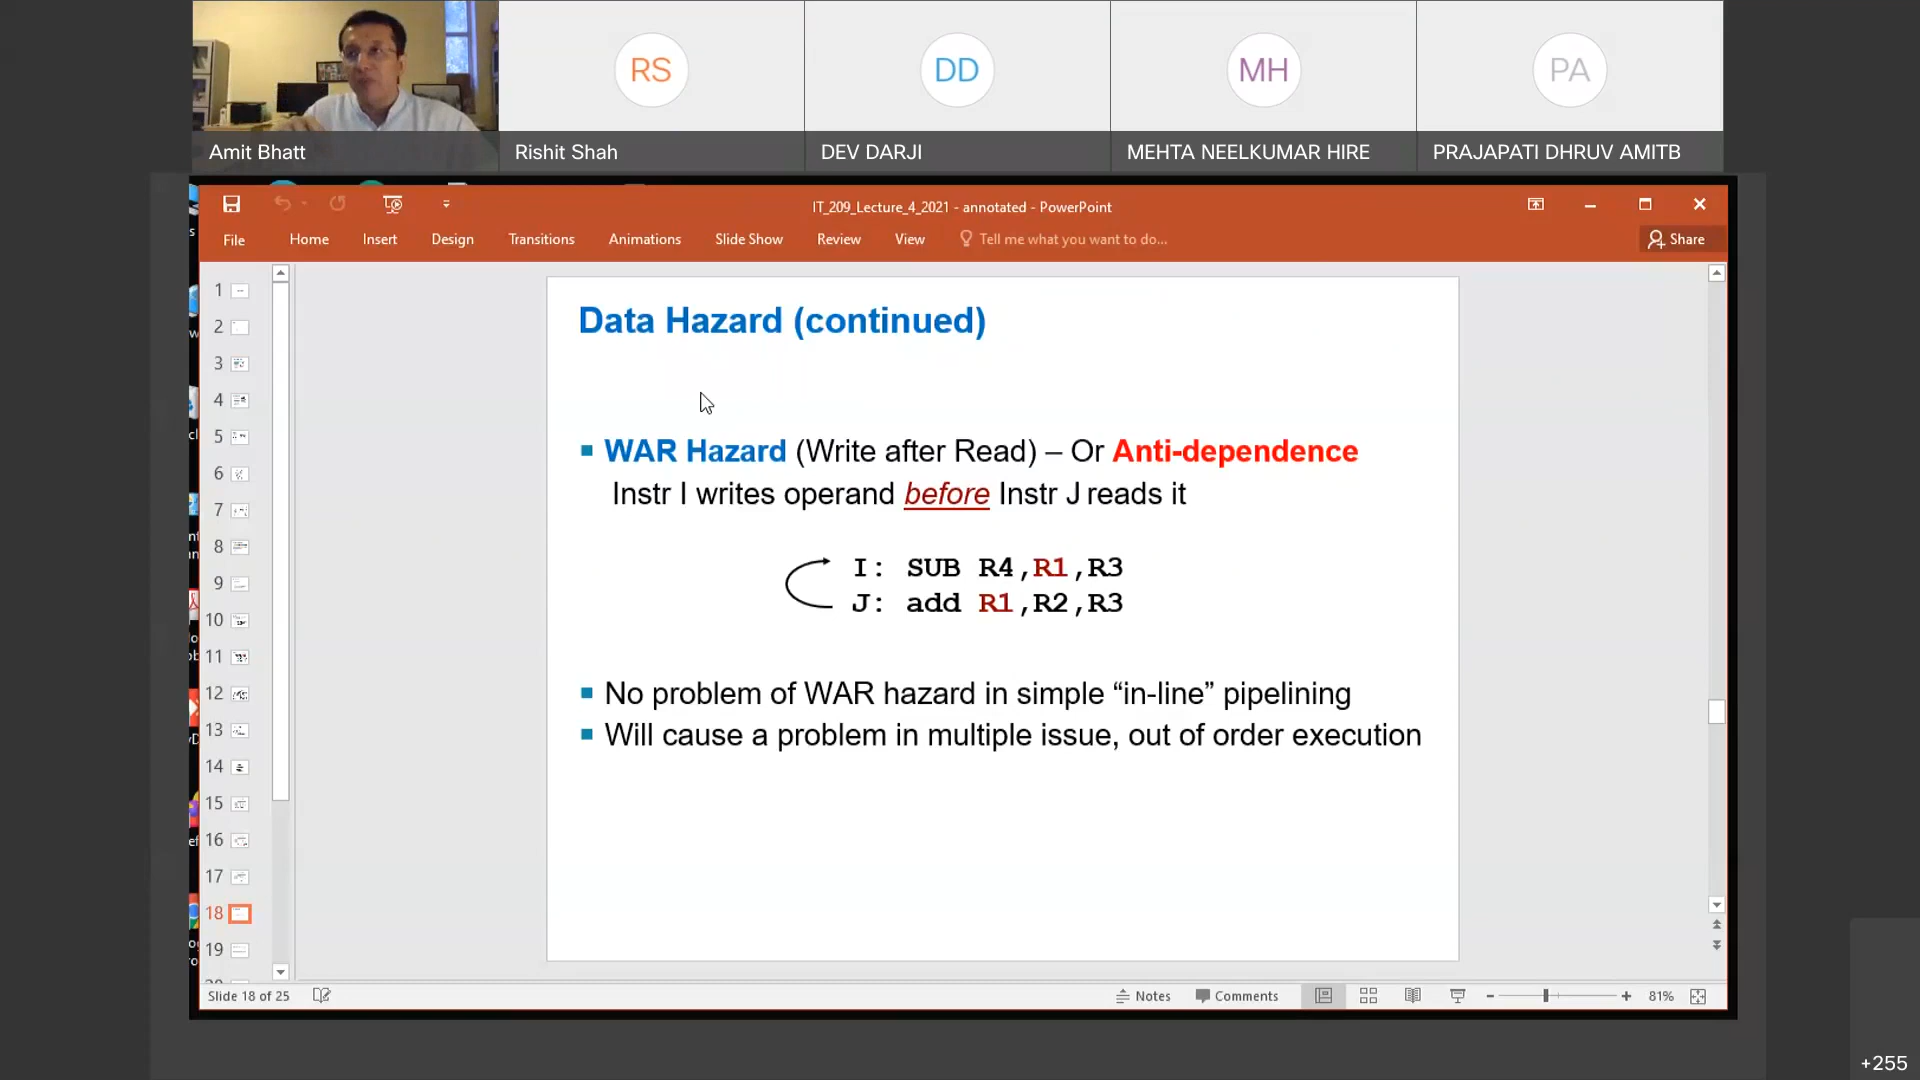 RS
DD
MH
PA
Amit Bhatt
Rishit Shah
DEV DARJI
MEHTA NEELKUMAR HIRE
PRAJAPATI DHRUV AMITB
IT_209_Lecture_4_2021 - annotated - PowerPoint
File Home Insert Design Transitions Animations Slide Show Review View Tell me what you want to do... Share
1
2
3
4
5
6
7
8
9
10
11
12
13
14
15
16
17
18
19
Data Hazard (continued)
WAR Hazard (Write after Read) – Or Anti-dependence
Instr I writes operand before Instr J reads it
I: SUB R4,R1,R3
J: add R1,R2,R3
No problem of WAR hazard in simple “in-line” pipelining
Will cause a problem in multiple issue, out of order execution
Slide 18 of 25 Notes Comments 81%
+255